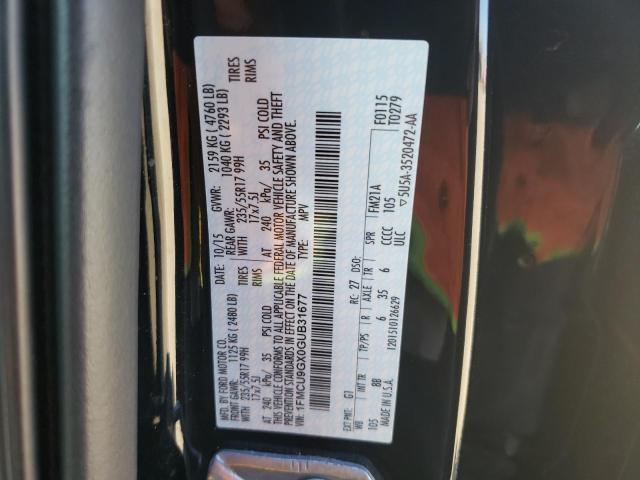 MFD. BY FORD MOTOR CO.
DATE: 10/15 GVWR: 2159 KG ( 4760 LB)
FRONT GAWR: 1125 KG ( 2480 LB) REAR GAWR: 1040 KG ( 2293 LB)
WITH 235/55R17 99H TIRES WITH 235/55R17 99H TIRES
17x7.5J RIMS 17x7.5J RIMS
AT 240 kPa/ 35 PSI COLD AT 240 kPa/ 35 PSI COLD
THIS VEHICLE CONFORMS TO ALL APPLICABLE FEDERAL MOTOR VEHICLE SAFETY AND THEFT
PREVENTION STANDARDS IN EFFECT ON THE DATE OF MANUFACTURE SHOWN ABOVE.
VIN: 1FMCU9GX0GUB31677 TYPE: MPV
F0115
T0279
EXT PNT: G1 RC: 27 DSO: FM21A
WB INT TR TP/PS R AXLE TR SPR 105
105 8B 6 35 6 CCCC
ULC
MADE IN U.S.A. 1201510126629 ▽5U5A-3520472-AA